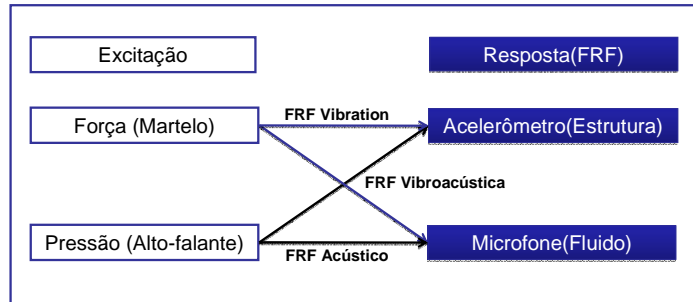 Excitação
Resposta(FRF)
FRF Vibration
Força (Martelo)
Acelerômetro(Estrutura)
FRF Vibroacústica
Pressão (Alto-falante)
Microfone(Fluido)
FRF Acústico